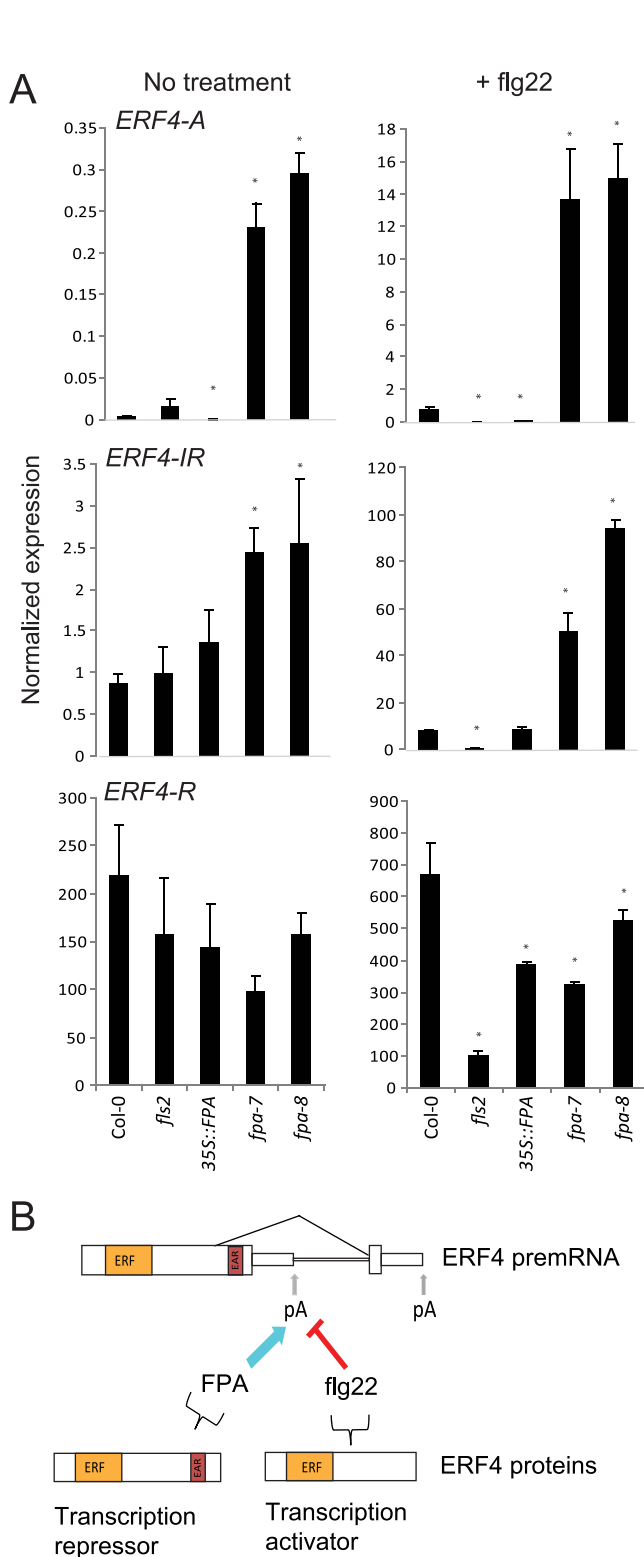 A
No treatment
+ flg22
Normalized expression
ERF4-A
0.35
0.3
0.25
0.2
0.15
0.1
0.05
0
*
*
*
18
16
14
12
10
8
6
4
2
0
*
*
*
*
ERF4-IR
3.5
3
2.5
2
1.5
1
0.5
0
*
*
120
100
80
60
40
20
0
*
*
*
ERF4-R
300
250
200
150
100
50
0
900
800
700
600
500
400
300
200
100
0
*
*
*
*
Col-0
fls2
35S::FPA
fpa-7
fpa-8
Col-0
fls2
35S::FPA
fpa-7
fpa-8
B
ERF
EAR
ERF4 premRNA
pA
pA
FPA
flg22
ERF
EAR
ERF
ERF4 proteins
Transcription
repressor
Transcription
activator